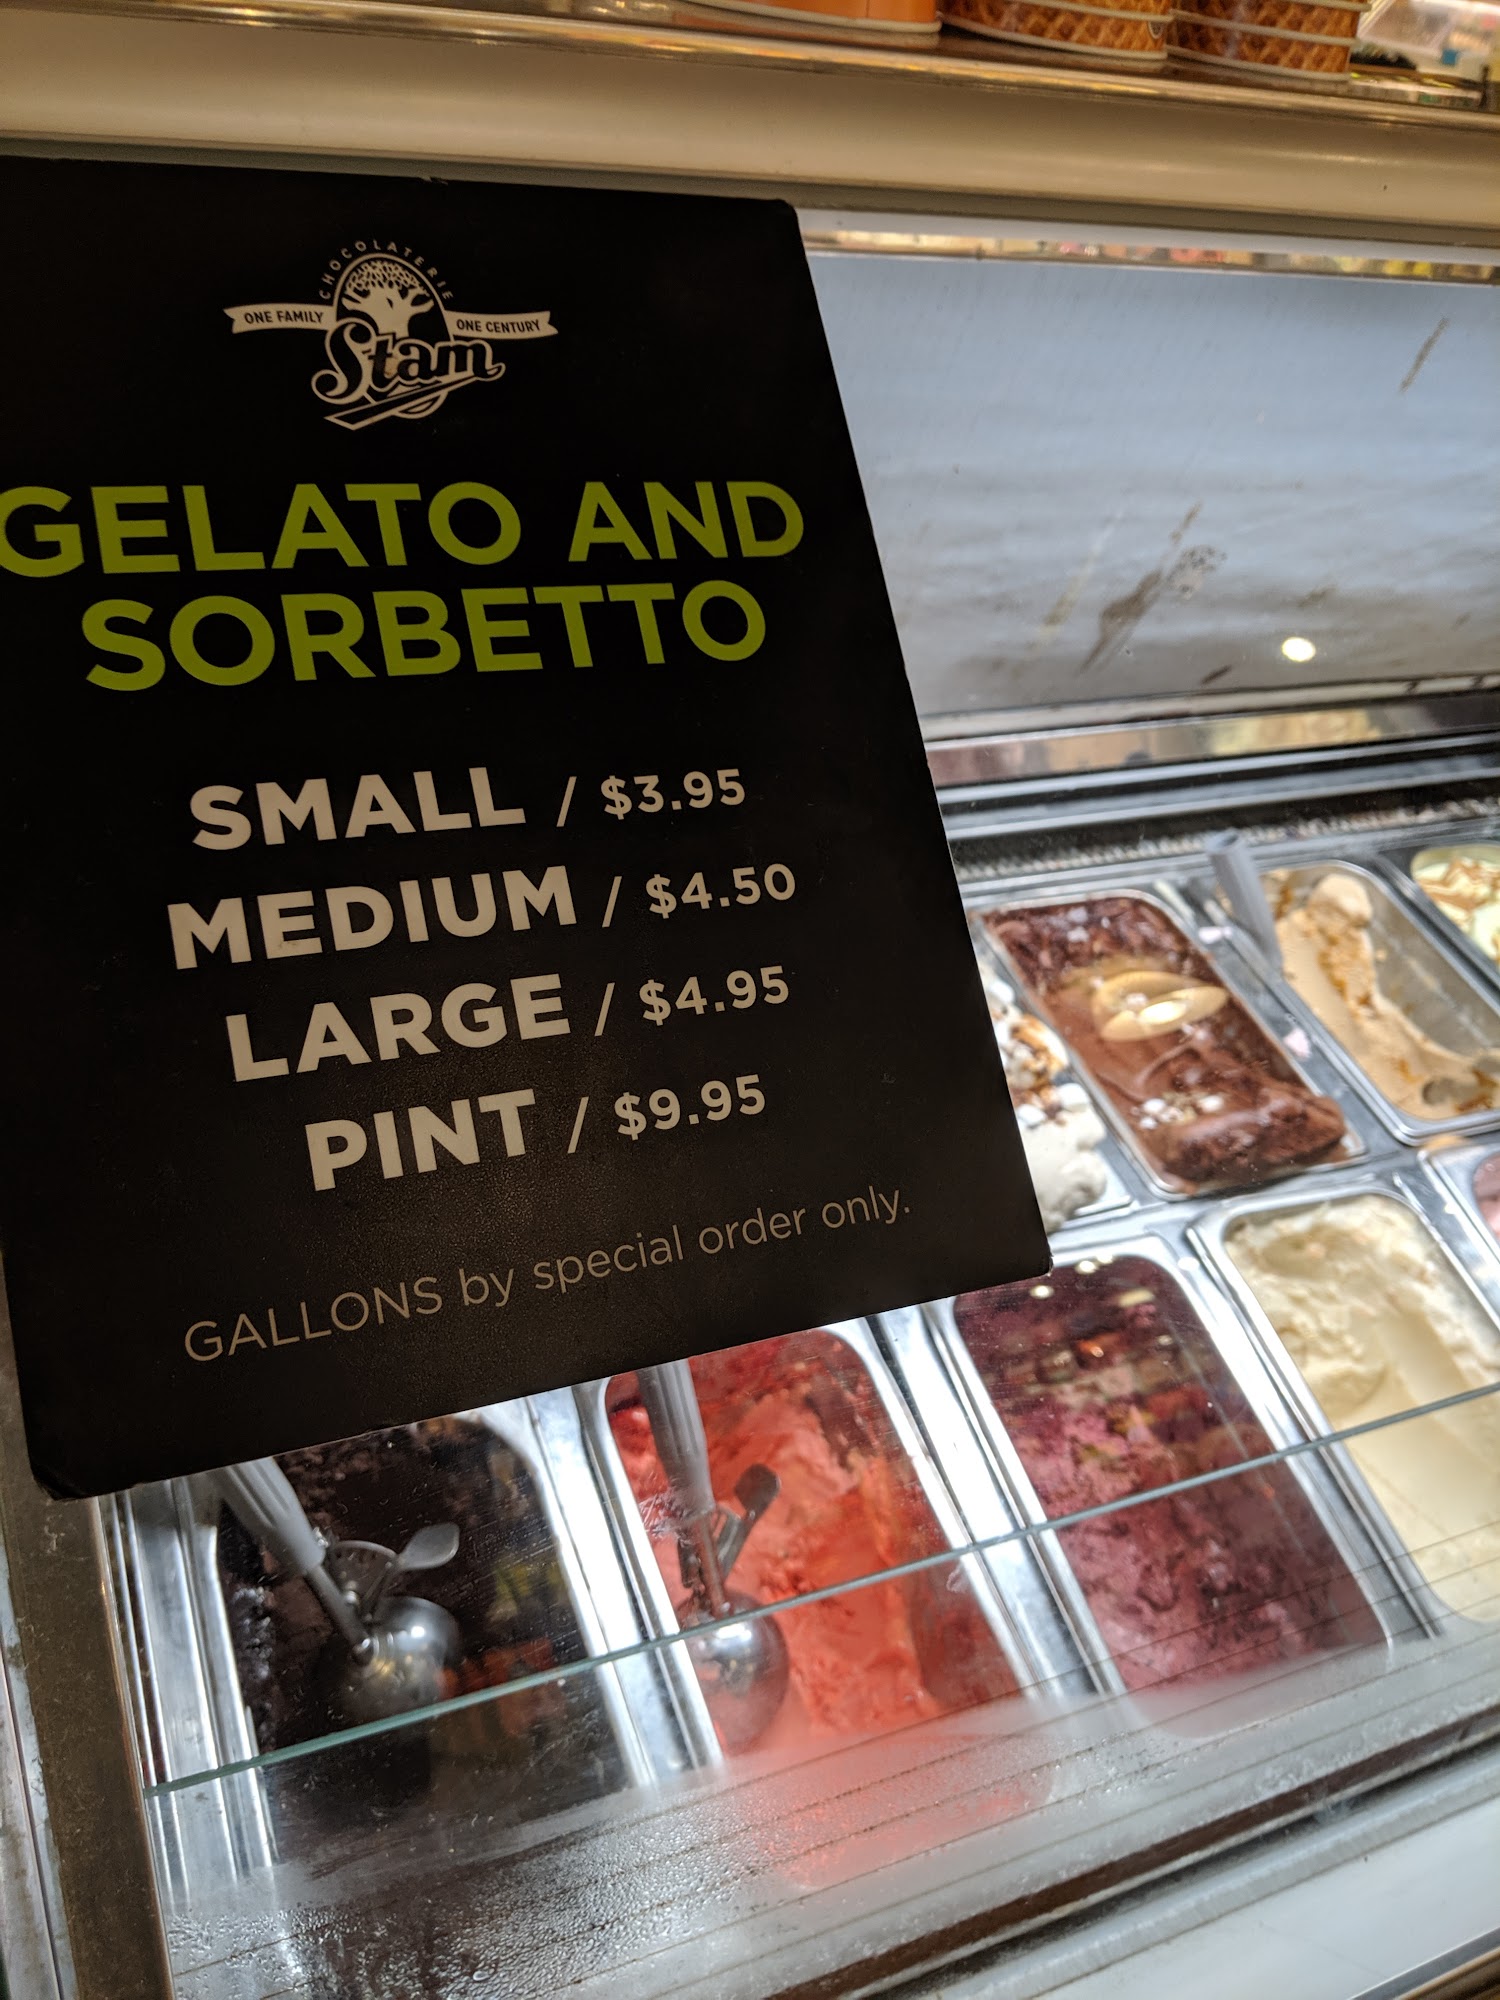 CHOCOLATERIE
ONE FAMILY ONE CENTURY
Stam
GELATO AND
SORBETTO
SMALL / $3.95
MEDIUM / $4.50
LARGE / $4.95
PINT / $9.95
GALLONS by special order only.